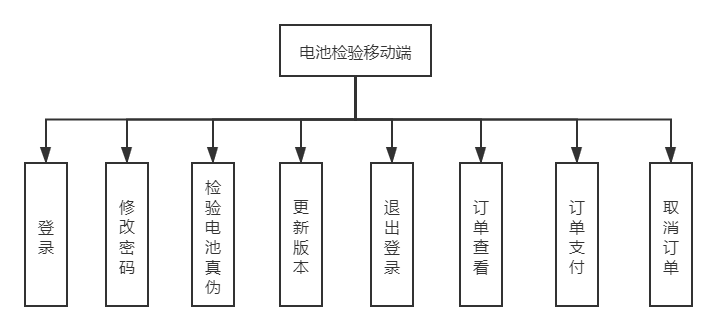 电池检验移动端
登录
修改密码
检验电池真伪
更新版本
退出登录
订单查看
订单支付
取消订单